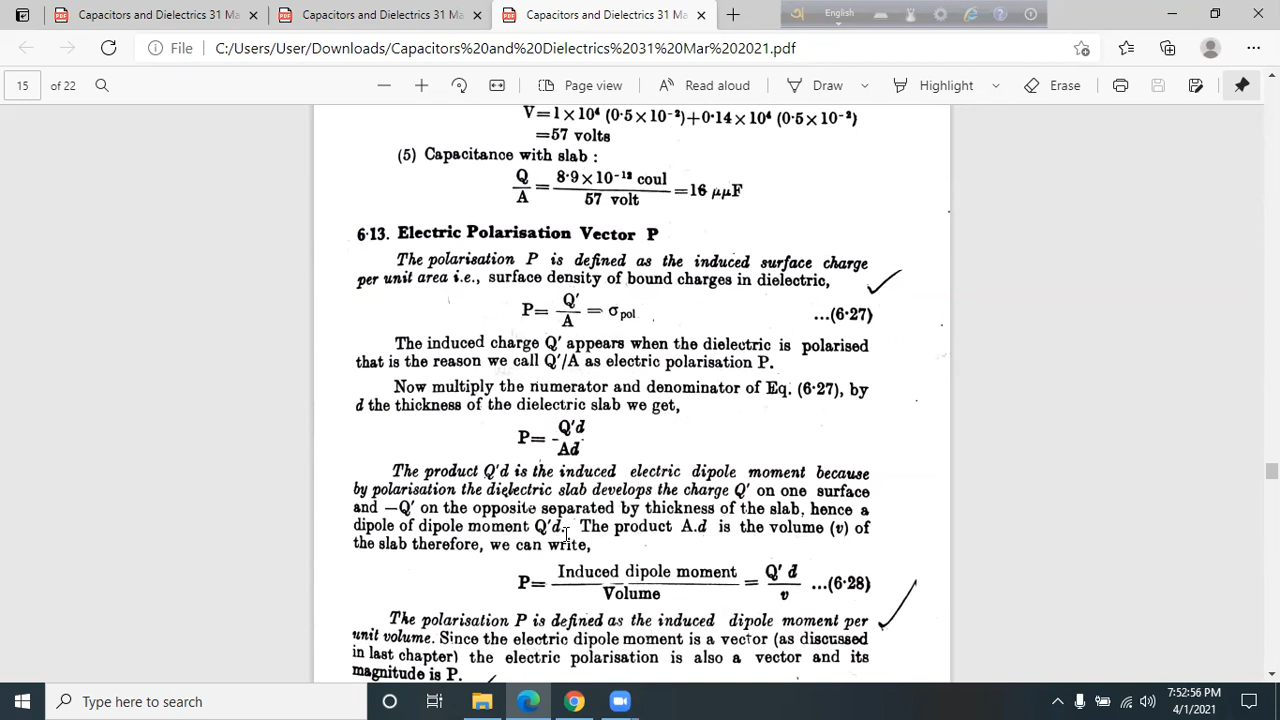 Capacitors and Dielectrics 31 Ma
Capacitors and Dielectrics 31 Ma
Capacitors and Dielectrics 31 Ma
English
File
C:/Users/User/Downloads/Capacitors%20and%20Dielectrics%2031%20Mar%202021.pdf
15 of 22
Page view
Read aloud
Draw
Highlight
Erase
V=1×10⁴ (0·5×10⁻²)+0·14×10⁴ (0·5×10⁻²)
=57 volts
(5) Capacitance with slab :
Q/A = 8·9×10⁻¹² coul / 57 volt =16 μμF
6·13. Electric Polarisation Vector P
The polarisation P is defined as the induced surface charge
per unit area i.e., surface density of bound charges in dielectric,
P= Q′/A = σpol ...(6·27)
The induced charge Q′ appears when the dielectric is polarised
that is the reason we call Q′/A as electric polarisation P.
Now multiply the numerator and denominator of Eq. (6·27), by
d the thickness of the dielectric slab we get,
P= Q′d/Ad
The product Q′d is the induced electric dipole moment because
by polarisation the dielectric slab develops the charge Q′ on one surface
and —Q′ on the opposite separated by thickness of the slab, hence a
dipole of dipole moment Q′d. The product A.d is the volume (v) of
the slab therefore, we can write,
P= Induced dipole moment / Volume = Q′ d / v ...(6·28)
The polarisation P is defined as the induced dipole moment per
unit volume. Since the electric dipole moment is a vector (as discussed
in last chapter) the electric polarisation is also a vector and its
magnitude is P.
7:52:56 PM
4/1/2021